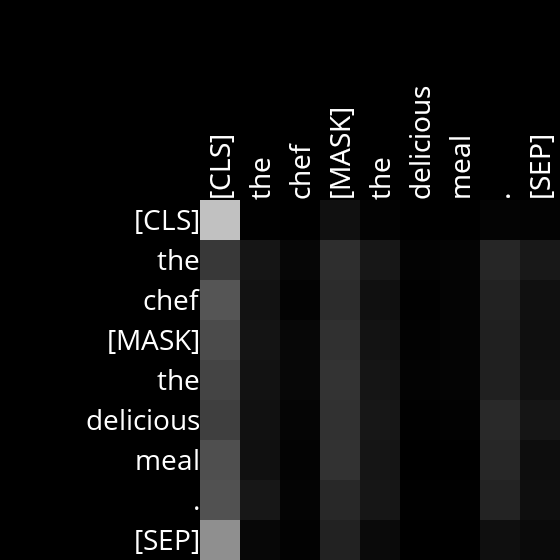 [CLS]
the
chef
[MASK]
the
delicious
meal
.
[SEP]
[CLS]
the
chef
[MASK]
the
delicious
meal
.
[SEP]